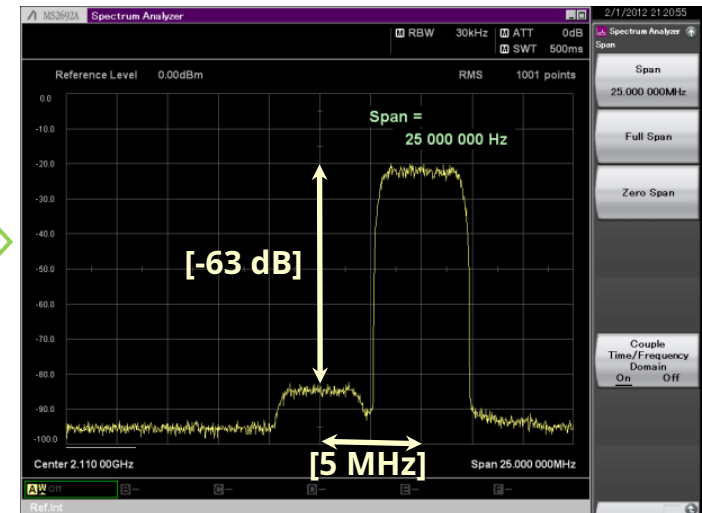 MS2692A Spectrum Analyzer
2/1/2012 21:20:55
M RBW 30kHz M ATT 0dB
M SWT 500ms
Spectrum Analyzer
Span
Reference Level 0.00dBm RMS 1001 points
Span
25.000 000MHz
Full Span
Zero Span
Couple
Time/Frequency
Domain
On Off
Span =
25 000 000 Hz
0.0
-10.0
-20.0
-30.0
-40.0
-50.0
-60.0
-70.0
-80.0
-90.0
-100.0
[-63 dB]
[5 MHz]
Center 2.110 00GHz Span 25.000 000MHz
A W Off B- C- D- E- F-
Ref.Int